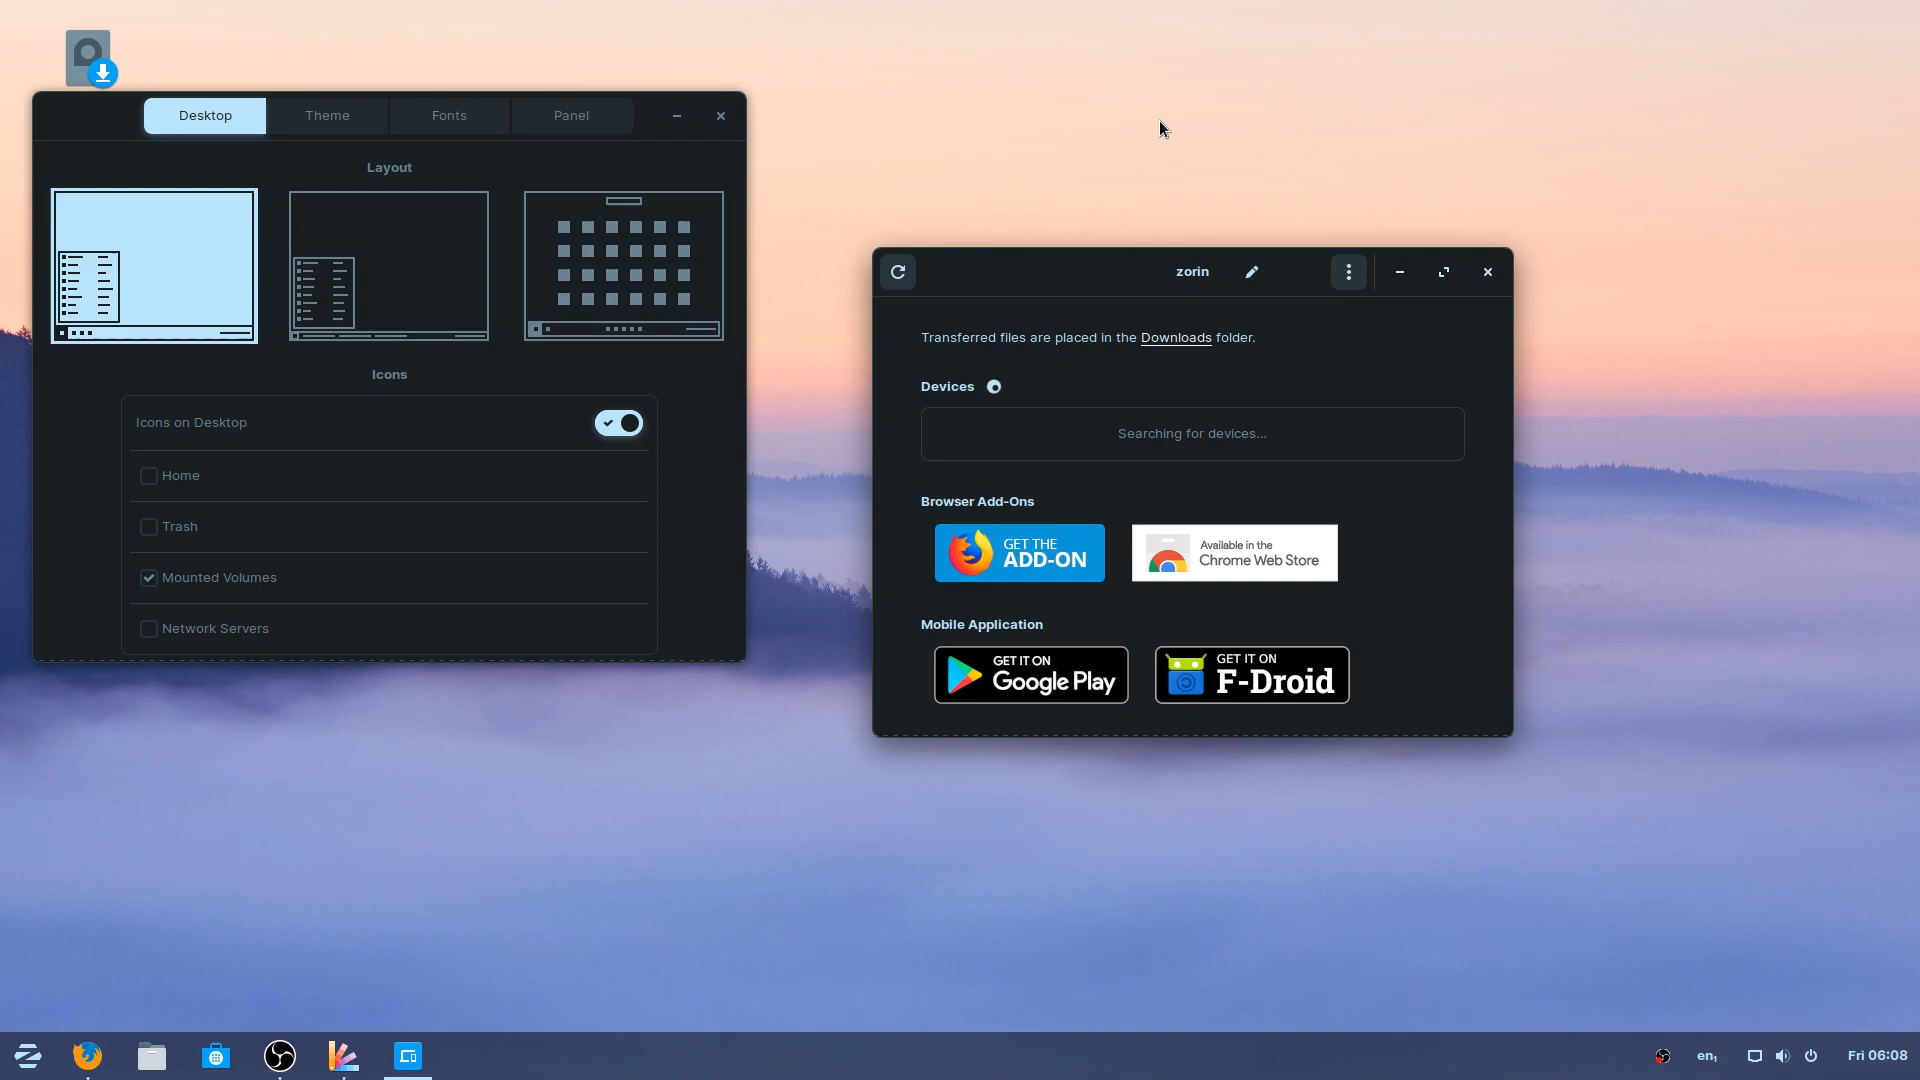 Desktop
Theme
Fonts
Panel
Layout
Icons
Icons on Desktop
Home
Trash
Mounted Volumes
Network Servers
zorin
Transferred files are placed in the Downloads folder.
Devices
Searching for devices...
Browser Add-Ons
GET THE
ADD-ON
Available in the
Chrome Web Store
Mobile Application
GET IT ON
Google Play
GET IT ON
F-Droid
en₁
Fri 06:08